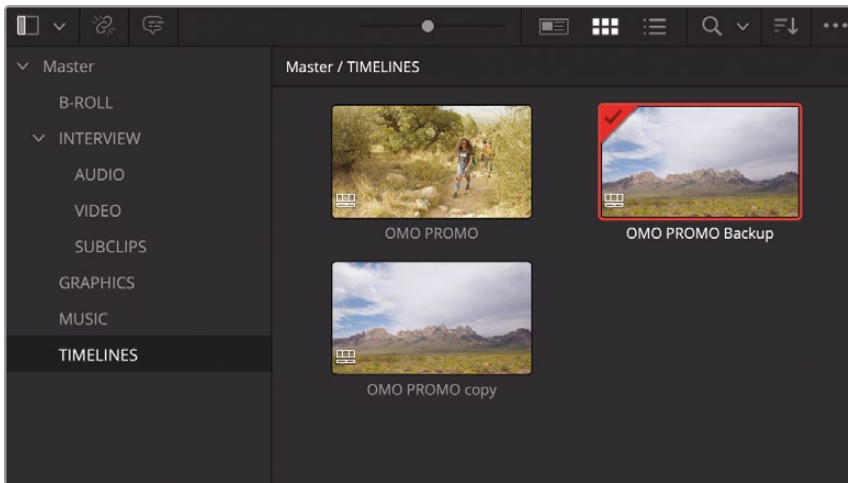 Master
B-ROLL
INTERVIEW
AUDIO
VIDEO
SUBCLIPS
GRAPHICS
MUSIC
TIMELINES
Master / TIMELINES
OMO PROMO
OMO PROMO Backup
OMO PROMO copy